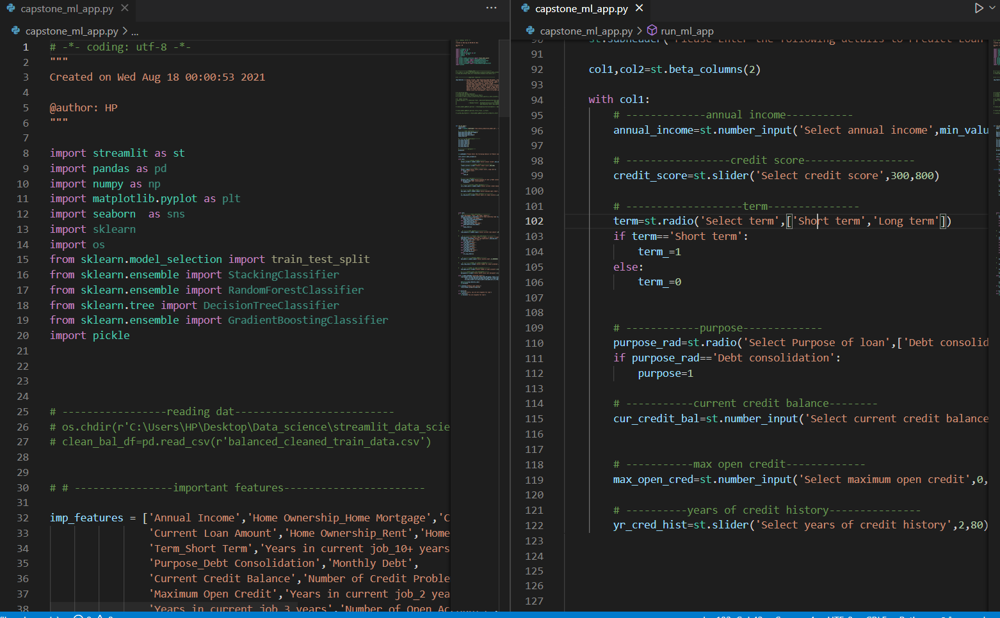 capstone_ml_app.py
capstone_ml_app.py > ...
1 # -*- coding: utf-8 -*-
2 """
3 Created on Wed Aug 18 00:00:53 2021
4
5 @author: HP
6 """
7
8 import streamlit as st
9 import pandas as pd
10 import numpy as np
11 import matplotlib.pyplot as plt
12 import seaborn  as sns
13 import sklearn
14 import os
15 from sklearn.model_selection import train_test_split
16 from sklearn.ensemble import StackingClassifier
17 from sklearn.ensemble import RandomForestClassifier
18 from sklearn.tree import DecisionTreeClassifier
19 from sklearn.ensemble import GradientBoostingClassifier
20 import pickle
21
22
23
24
25 # -----------------reading dat--------------------------
26 # os.chdir(r'C:\Users\HP\Desktop\Data_science\streamlit_data_scie
27 # clean_bal_df=pd.read_csv(r'balanced_cleaned_train_data.csv')
28
29
30 # # ----------------important features-----------------------
31
32 imp_features = ['Annual Income','Home Ownership_Home Mortgage','C
33 'Current Loan Amount','Home Ownership_Rent','Home
34 'Term_Short Term','Years in current job_10+ years
35 'Purpose_Debt Consolidation','Monthly Debt',
36 'Current Credit Balance','Number of Credit Proble
37 'Maximum Open Credit','Years in current job_2 yea
38 'Years in current job_3 years','Number of Open Ac
capstone_ml_app.py
capstone_ml_app.py > run_ml_app
90 st.subheader('Please Enter the following details to Predict Loan
91
92 col1,col2=st.beta_columns(2)
93
94 with col1:
95 # -------------annual income-----------
96 annual_income=st.number_input('Select annual income',min_valu
97
98 # -----------------credit score------------------
99 credit_score=st.slider('Select credit score',300,800)
100
101 # -------------------term---------------
102 term=st.radio('Select term',['Short term','Long term'])
103 if term=='Short term':
104 term_=1
105 else:
106 term_=0
107
108
109 # ------------purpose-------------
110 purpose_rad=st.radio('Select Purpose of loan',['Debt consolid
111 if purpose_rad=='Debt consolidation':
112 purpose=1
113
114 # -----------current credit balance--------
115 cur_credit_bal=st.number_input('Select current credit balance
116
117
118 # -----------max open credit-------------
119 max_open_cred=st.number_input('Select maximum open credit',0,
120
121 # ----------years of credit history---------------
122 yr_cred_hist=st.slider('Select years of credit history',2,80)
123
124
125
126
127